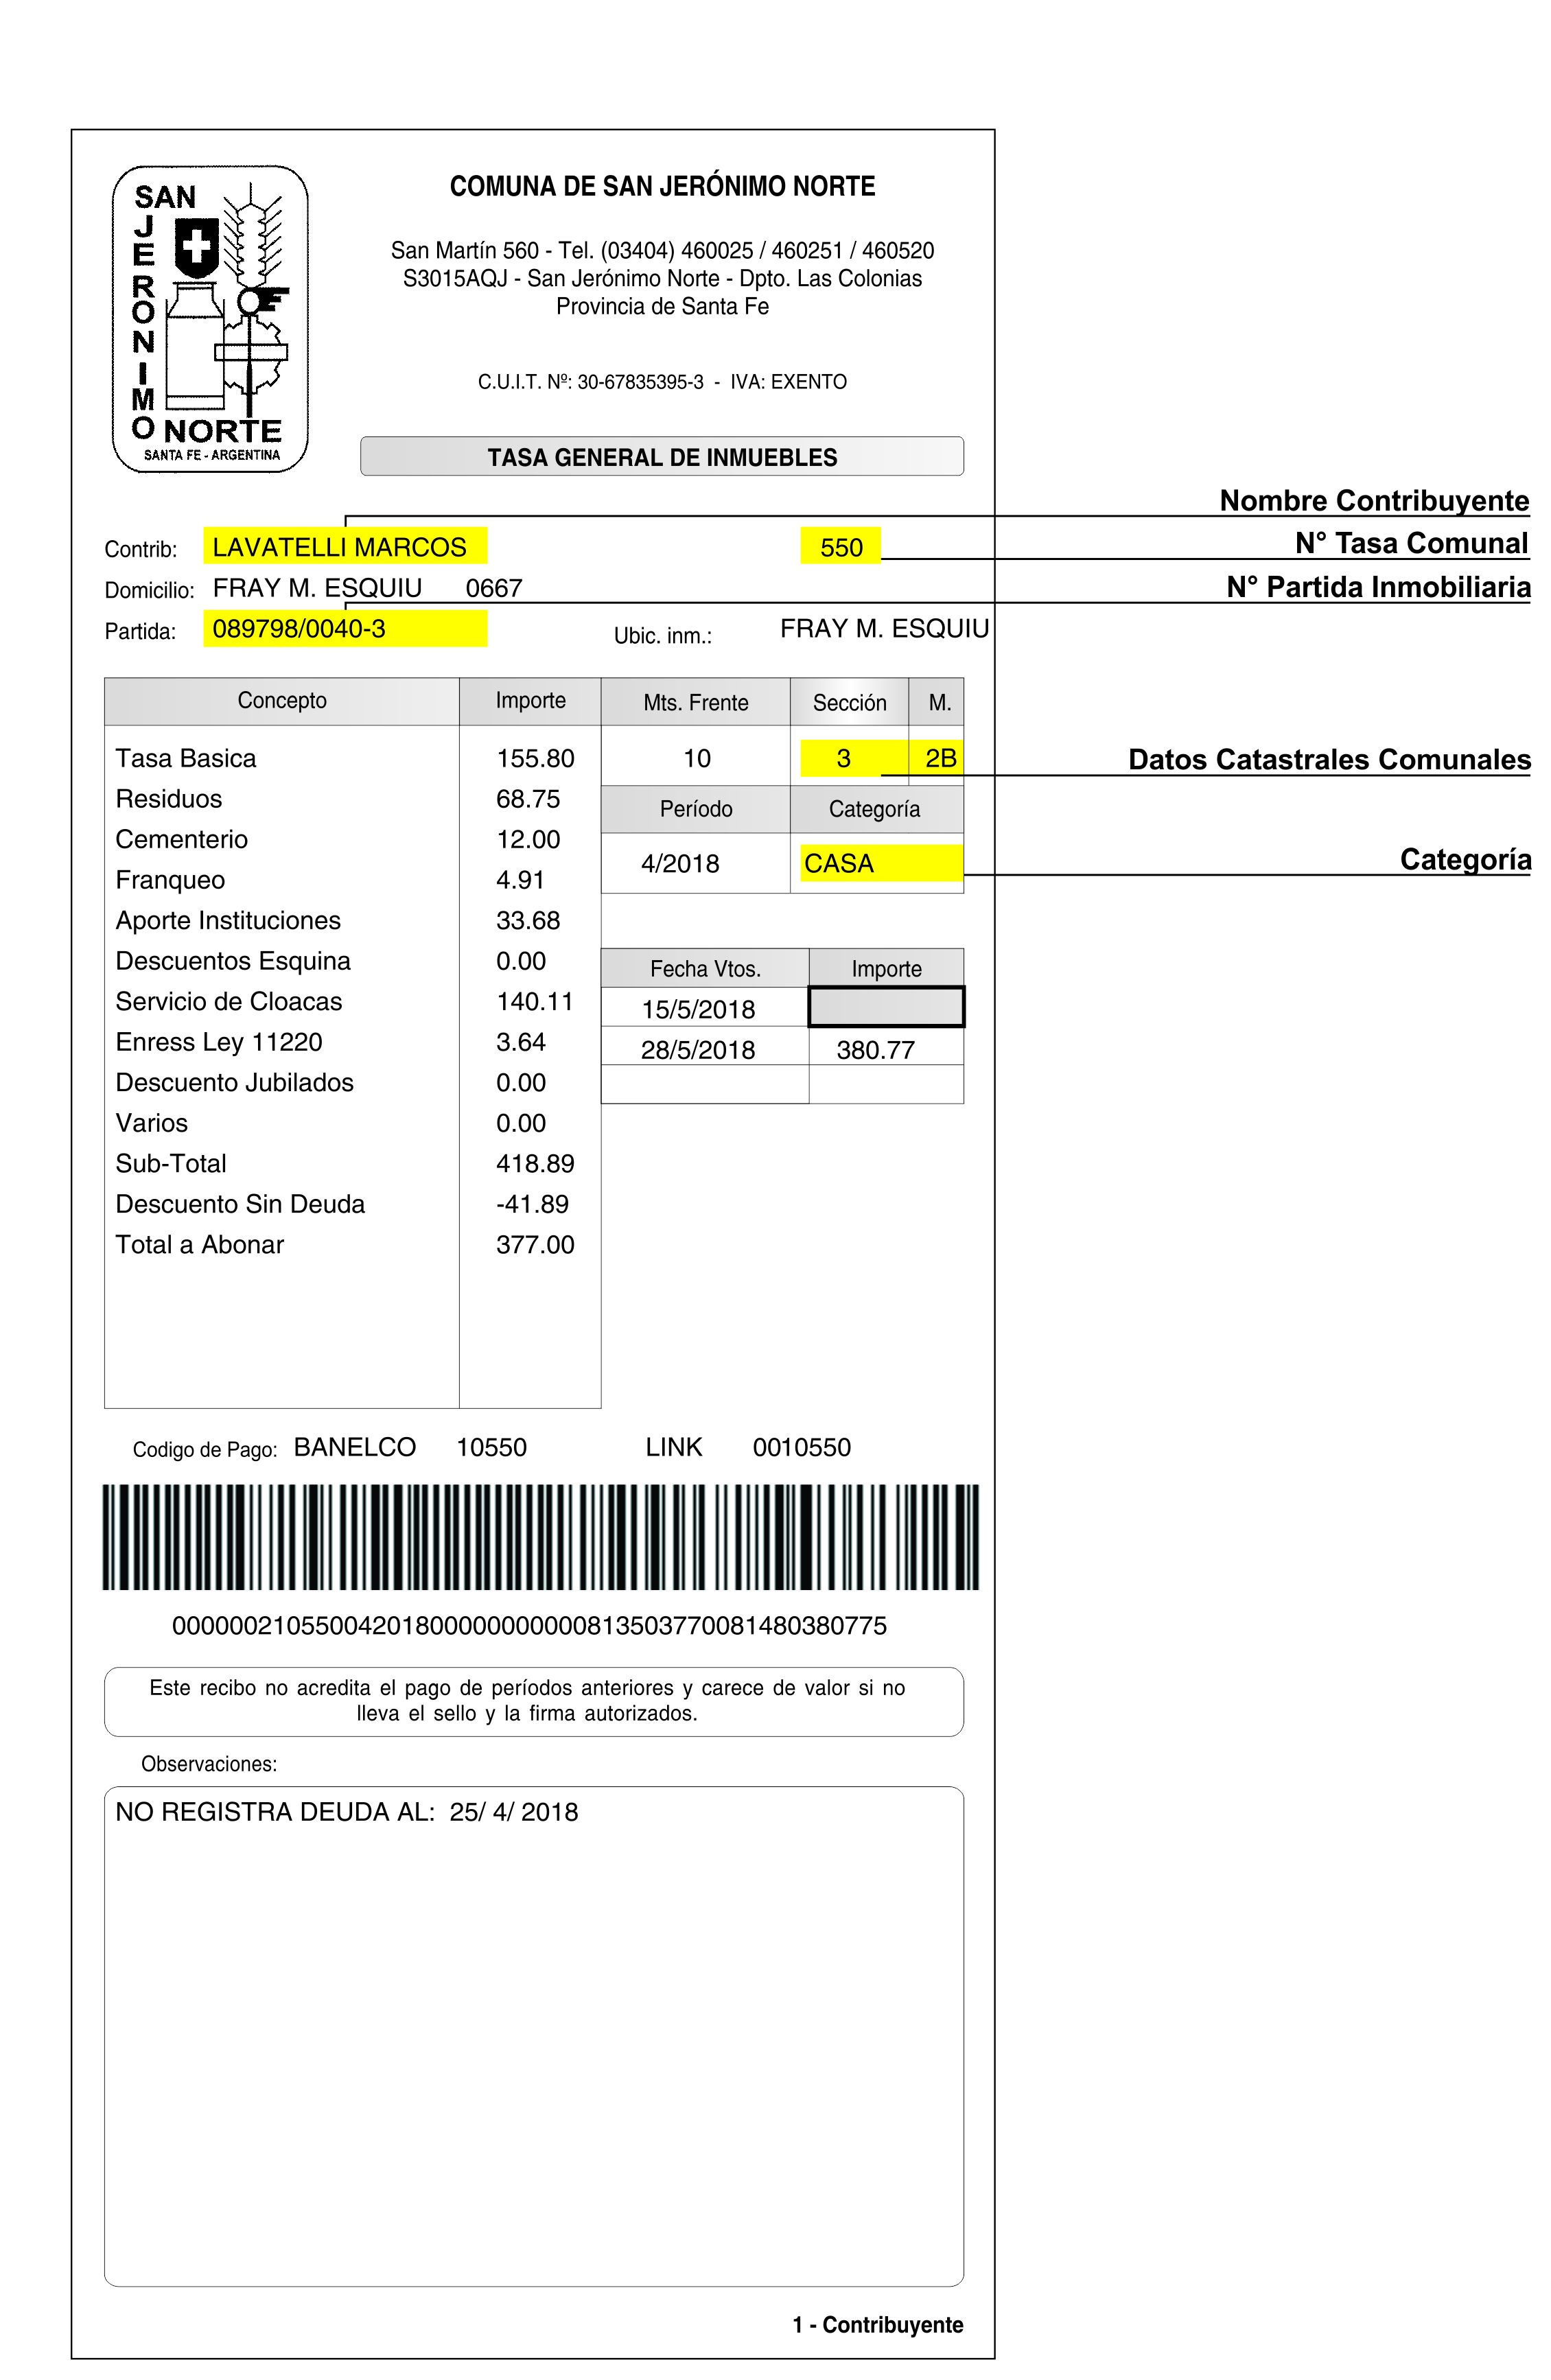 SAN
JERONIMO
NORTE
SANTA FE - ARGENTINA
COMUNA DE SAN JERÓNIMO NORTE
San Martín 560 - Tel. (03404) 460025 / 460251 / 460520
S3015AQJ - San Jerónimo Norte - Dpto. Las Colonias
Provincia de Santa Fe
C.U.I.T. Nº: 30-67835395-3 - IVA: EXENTO
TASA GENERAL DE INMUEBLES
Nombre Contribuyente
Contrib: LAVATELLI MARCOS 550
N° Tasa Comunal
Domicilio: FRAY M. ESQUIU 0667
N° Partida Inmobiliaria
Partida: 089798/0040-3 Ubic. inm.: FRAY M. ESQUIU
Concepto Importe Mts. Frente Sección M.
Tasa Basica 155.80 10 3 2B
Datos Catastrales Comunales
Residuos 68.75 Período Categoría
Cementerio 12.00
4/2018 CASA
Categoría
Franqueo 4.91
Aporte Instituciones 33.68
Descuentos Esquina 0.00 Fecha Vtos. Importe
Servicio de Cloacas 140.11 15/5/2018
Enress Ley 11220 3.64 28/5/2018 380.77
Descuento Jubilados 0.00
Varios 0.00
Sub-Total 418.89
Descuento Sin Deuda -41.89
Total a Abonar 377.00
Codigo de Pago: BANELCO 10550 LINK 0010550
0000002105500420180000000000081350377008148038​0775
Este recibo no acredita el pago de períodos anteriores y carece de valor si no
lleva el sello y la firma autorizados.
Observaciones:
NO REGISTRA DEUDA AL: 25/ 4/ 2018
1 - Contribuyente